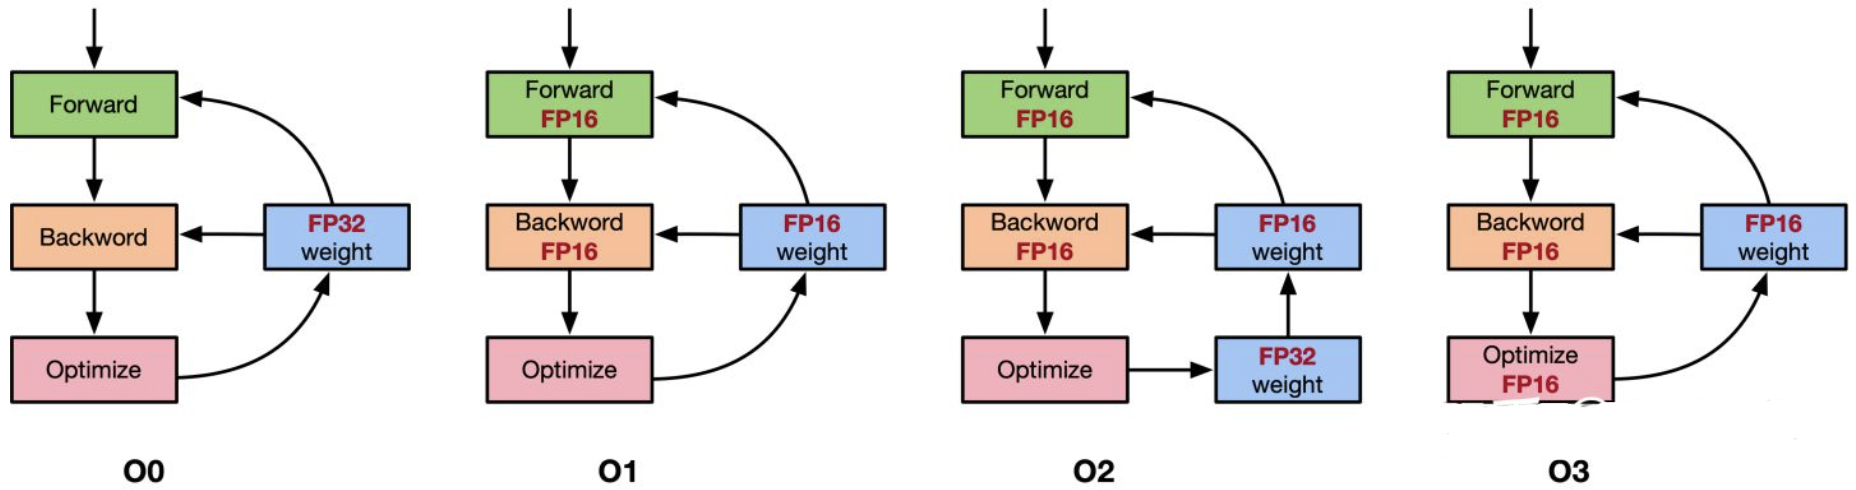 Forward
Backword
FP32
weight
Optimize
O0
Forward
FP16
Backword
FP16
FP16
weight
Optimize
O1
Forward
FP16
Backword
FP16
FP16
weight
Optimize
FP32
weight
O2
Forward
FP16
Backword
FP16
FP16
weight
Optimize
FP16
O3